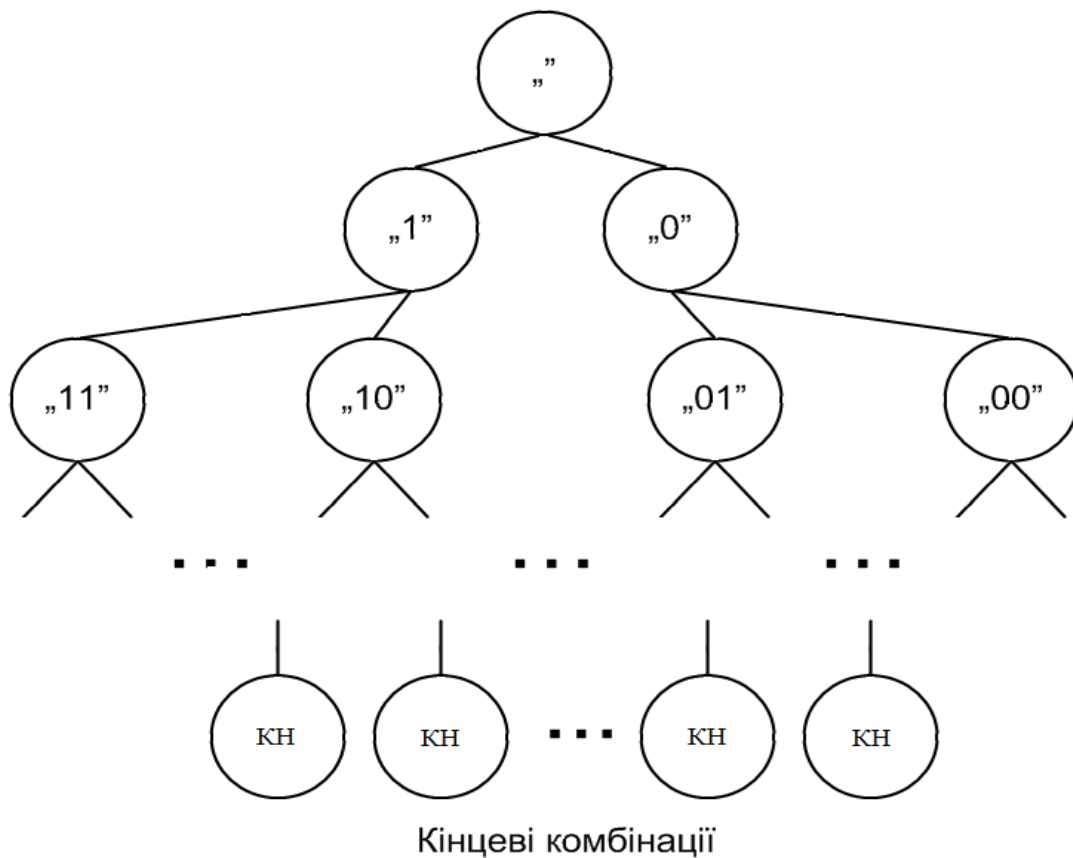 „”
„1” „0”
„11” „10” „01” „00”
... ... ...
КН КН ... КН КН
Кінцеві комбінації